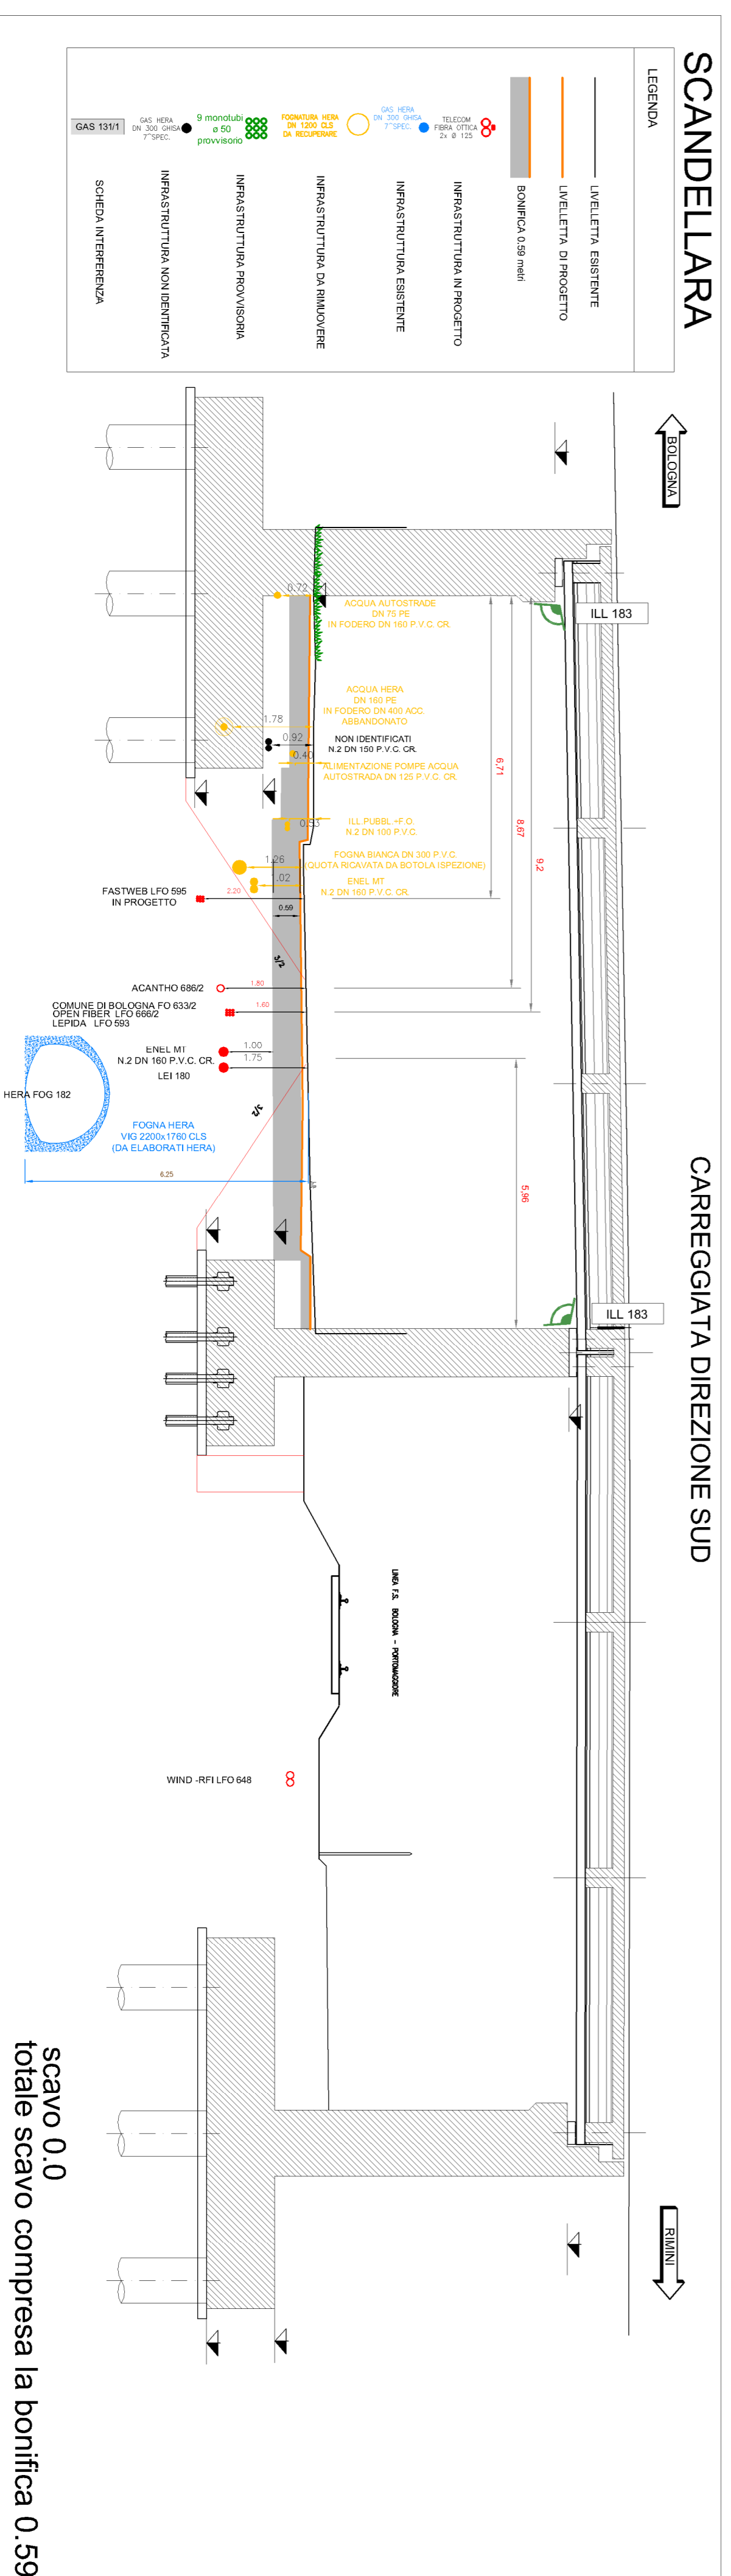 SCANDELLARA
LEGENDA
LIVELLETTA ESISTENTE
LIVELLETTA DI PROGETTO
BONIFICA 0.59 metri
TELECOM
FIBRA OTTICA
2x Ø 125
INFRASTRUTTURA IN PROGETTO
GAS HERA
DN 300 GHISA
7^SPEC.
INFRASTRUTTURA ESISTENTE
FOGNATURA HERA
DN 1200 CLS
DA RECUPERARE
INFRASTRUTTURA DA RIMUOVERE
9 monotubi
ø 50
provvisorio
INFRASTRUTTURA PROVVISORIA
GAS HERA
DN 300 GHISA
7^SPEC.
INFRASTRUTTURA NON IDENTIFICATA
GAS 131/1
SCHEDA INTERFERENZA
BOLOGNA
CARREGGIATA DIREZIONE SUD
RIMINI
ILL 183
ILL 183
0.72
ACQUA AUTOSTRADE
DN 75 PE
IN FODERO DN 160 P.V.C. CR.
ACQUA HERA
DN 160 PE
IN FODERO DN 400 ACC.
ABBANDONATO
1.78
0.92
NON IDENTIFICATI
N.2 DN 150 P.V.C. CR.
0.40
ALIMENTAZIONE POMPE ACQUA
AUTOSTRADA DN 125 P.V.C. CR.
0.53
ILL PUBBL.+F.O.
N.2 DN 100 P.V.C.
1.26
FOGNA BIANCA DN 300 P.V.C.
(QUOTA RICAVATA DA BOTOLA ISPEZIONE)
1.02
ENEL MT
N.2 DN 160 P.V.C. CR.
6,71
8,67
9,2
5,96
FASTWEB LFO 595
IN PROGETTO
2.20
0.59
3/2
ACANTHO 686/2
1.80
COMUNE DI BOLOGNA FO 633/2
OPEN FIBER LFO 666/2
LEPIDA LFO 593
1.60
ENEL MT
N.2 DN 160 P.V.C. CR.
1.00
1.75
LEI 180
HERA FOG 182
3/2
FOGNA HERA
VIG 2200x1760 CLS
(DA ELABORATI HERA)
6.25
LINEA F.S. BOLOGNA - PORTOMAGGIORE
WIND -RFI LFO 648
scavo 0.0
totale scavo compresa la bonifica 0.59